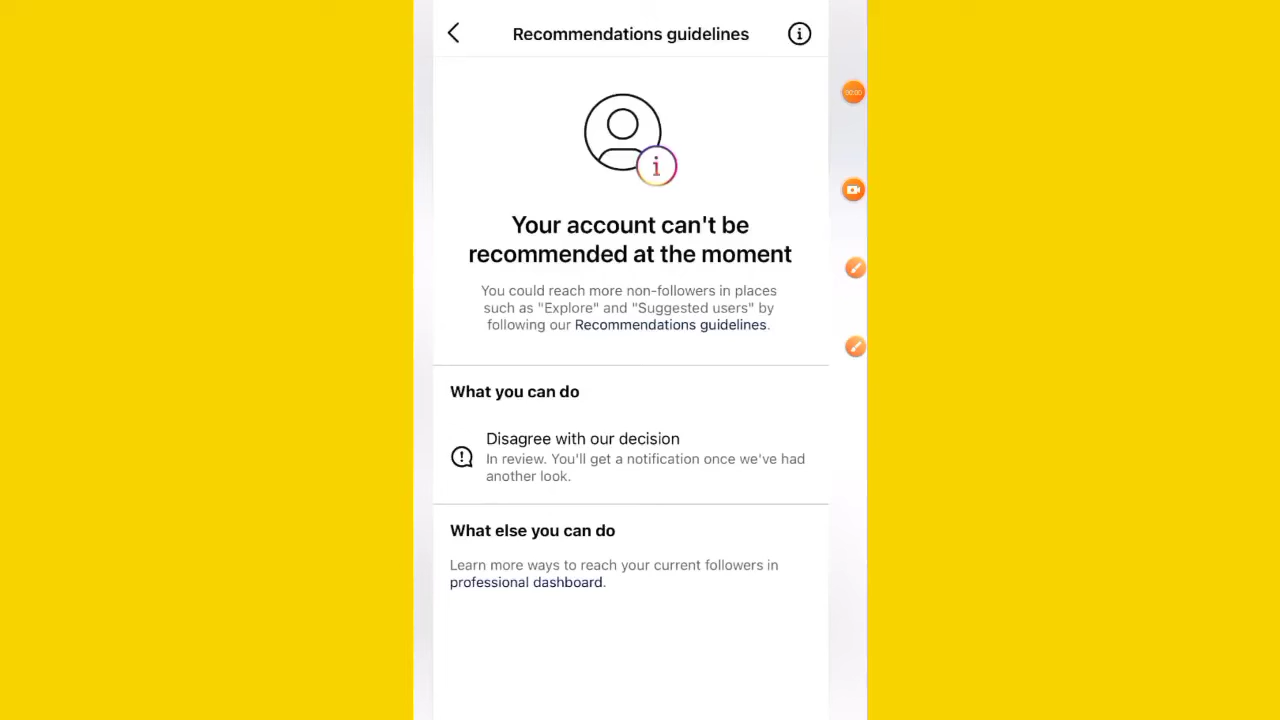 Recommendations guidelines
i
00:00
i
Your account can't be
recommended at the moment
You could reach more non-followers in places
such as "Explore" and "Suggested users" by
following our Recommendations guidelines.
What you can do
Disagree with our decision
In review. You'll get a notification once we've had
another look.
What else you can do
Learn more ways to reach your current followers in
professional dashboard.